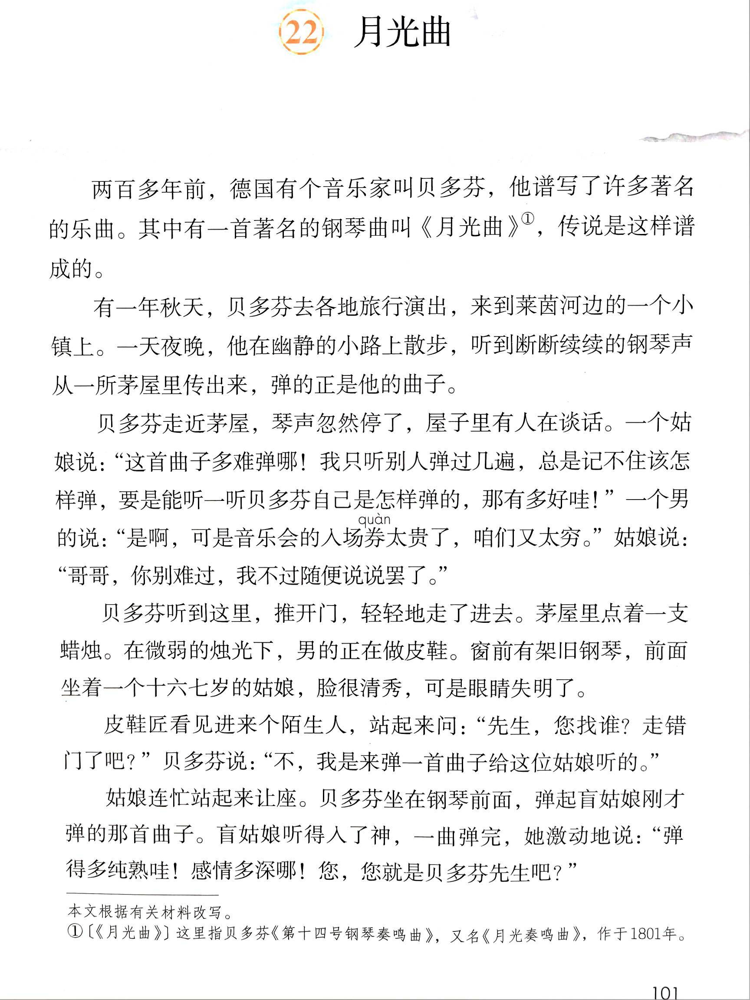 22 月光曲
两百多年前，德国有个音乐家叫贝多芬，他谱写了许多著名
的乐曲。其中有一首著名的钢琴曲叫《月光曲》①，传说是这样谱
成的。
有一年秋天，贝多芬去各地旅行演出，来到莱茵河边的一个小
镇上。一天夜晚，他在幽静的小路上散步，听到断断续续的钢琴声
从一所茅屋里传出来，弹的正是他的曲子。
贝多芬走近茅屋，琴声忽然停了，屋子里有人在谈话。一个姑
娘说：“这首曲子多难弹哪！我只听别人弹过几遍，总是记不住该怎
样弹，要是能听一听贝多芬自己是怎样弹的，那有多好哇！”一个男
quàn
的说：“是啊，可是音乐会的入场券太贵了，咱们又太穷。”姑娘说：
“哥哥，你别难过，我不过随便说说罢了。”
贝多芬听到这里，推开门，轻轻地走了进去。茅屋里点着一支
蜡烛。在微弱的烛光下，男的正在做皮鞋。窗前有架旧钢琴，前面
坐着一个十六七岁的姑娘，脸很清秀，可是眼睛失明了。
皮鞋匠看见进来个陌生人，站起来问：“先生，您找谁？走错
门了吧？”贝多芬说：“不，我是来弹一首曲子给这位姑娘听的。”
姑娘连忙站起来让座。贝多芬坐在钢琴前面，弹起盲姑娘刚才
弹的那首曲子。盲姑娘听得入了神，一曲弹完，她激动地说：“弹
得多纯熟哇！感情多深哪！您，您就是贝多芬先生吧？”
本文根据有关材料改写。
①〔《月光曲》〕这里指贝多芬《第十四号钢琴奏鸣曲》，又名《月光奏鸣曲》，作于1801年。
101